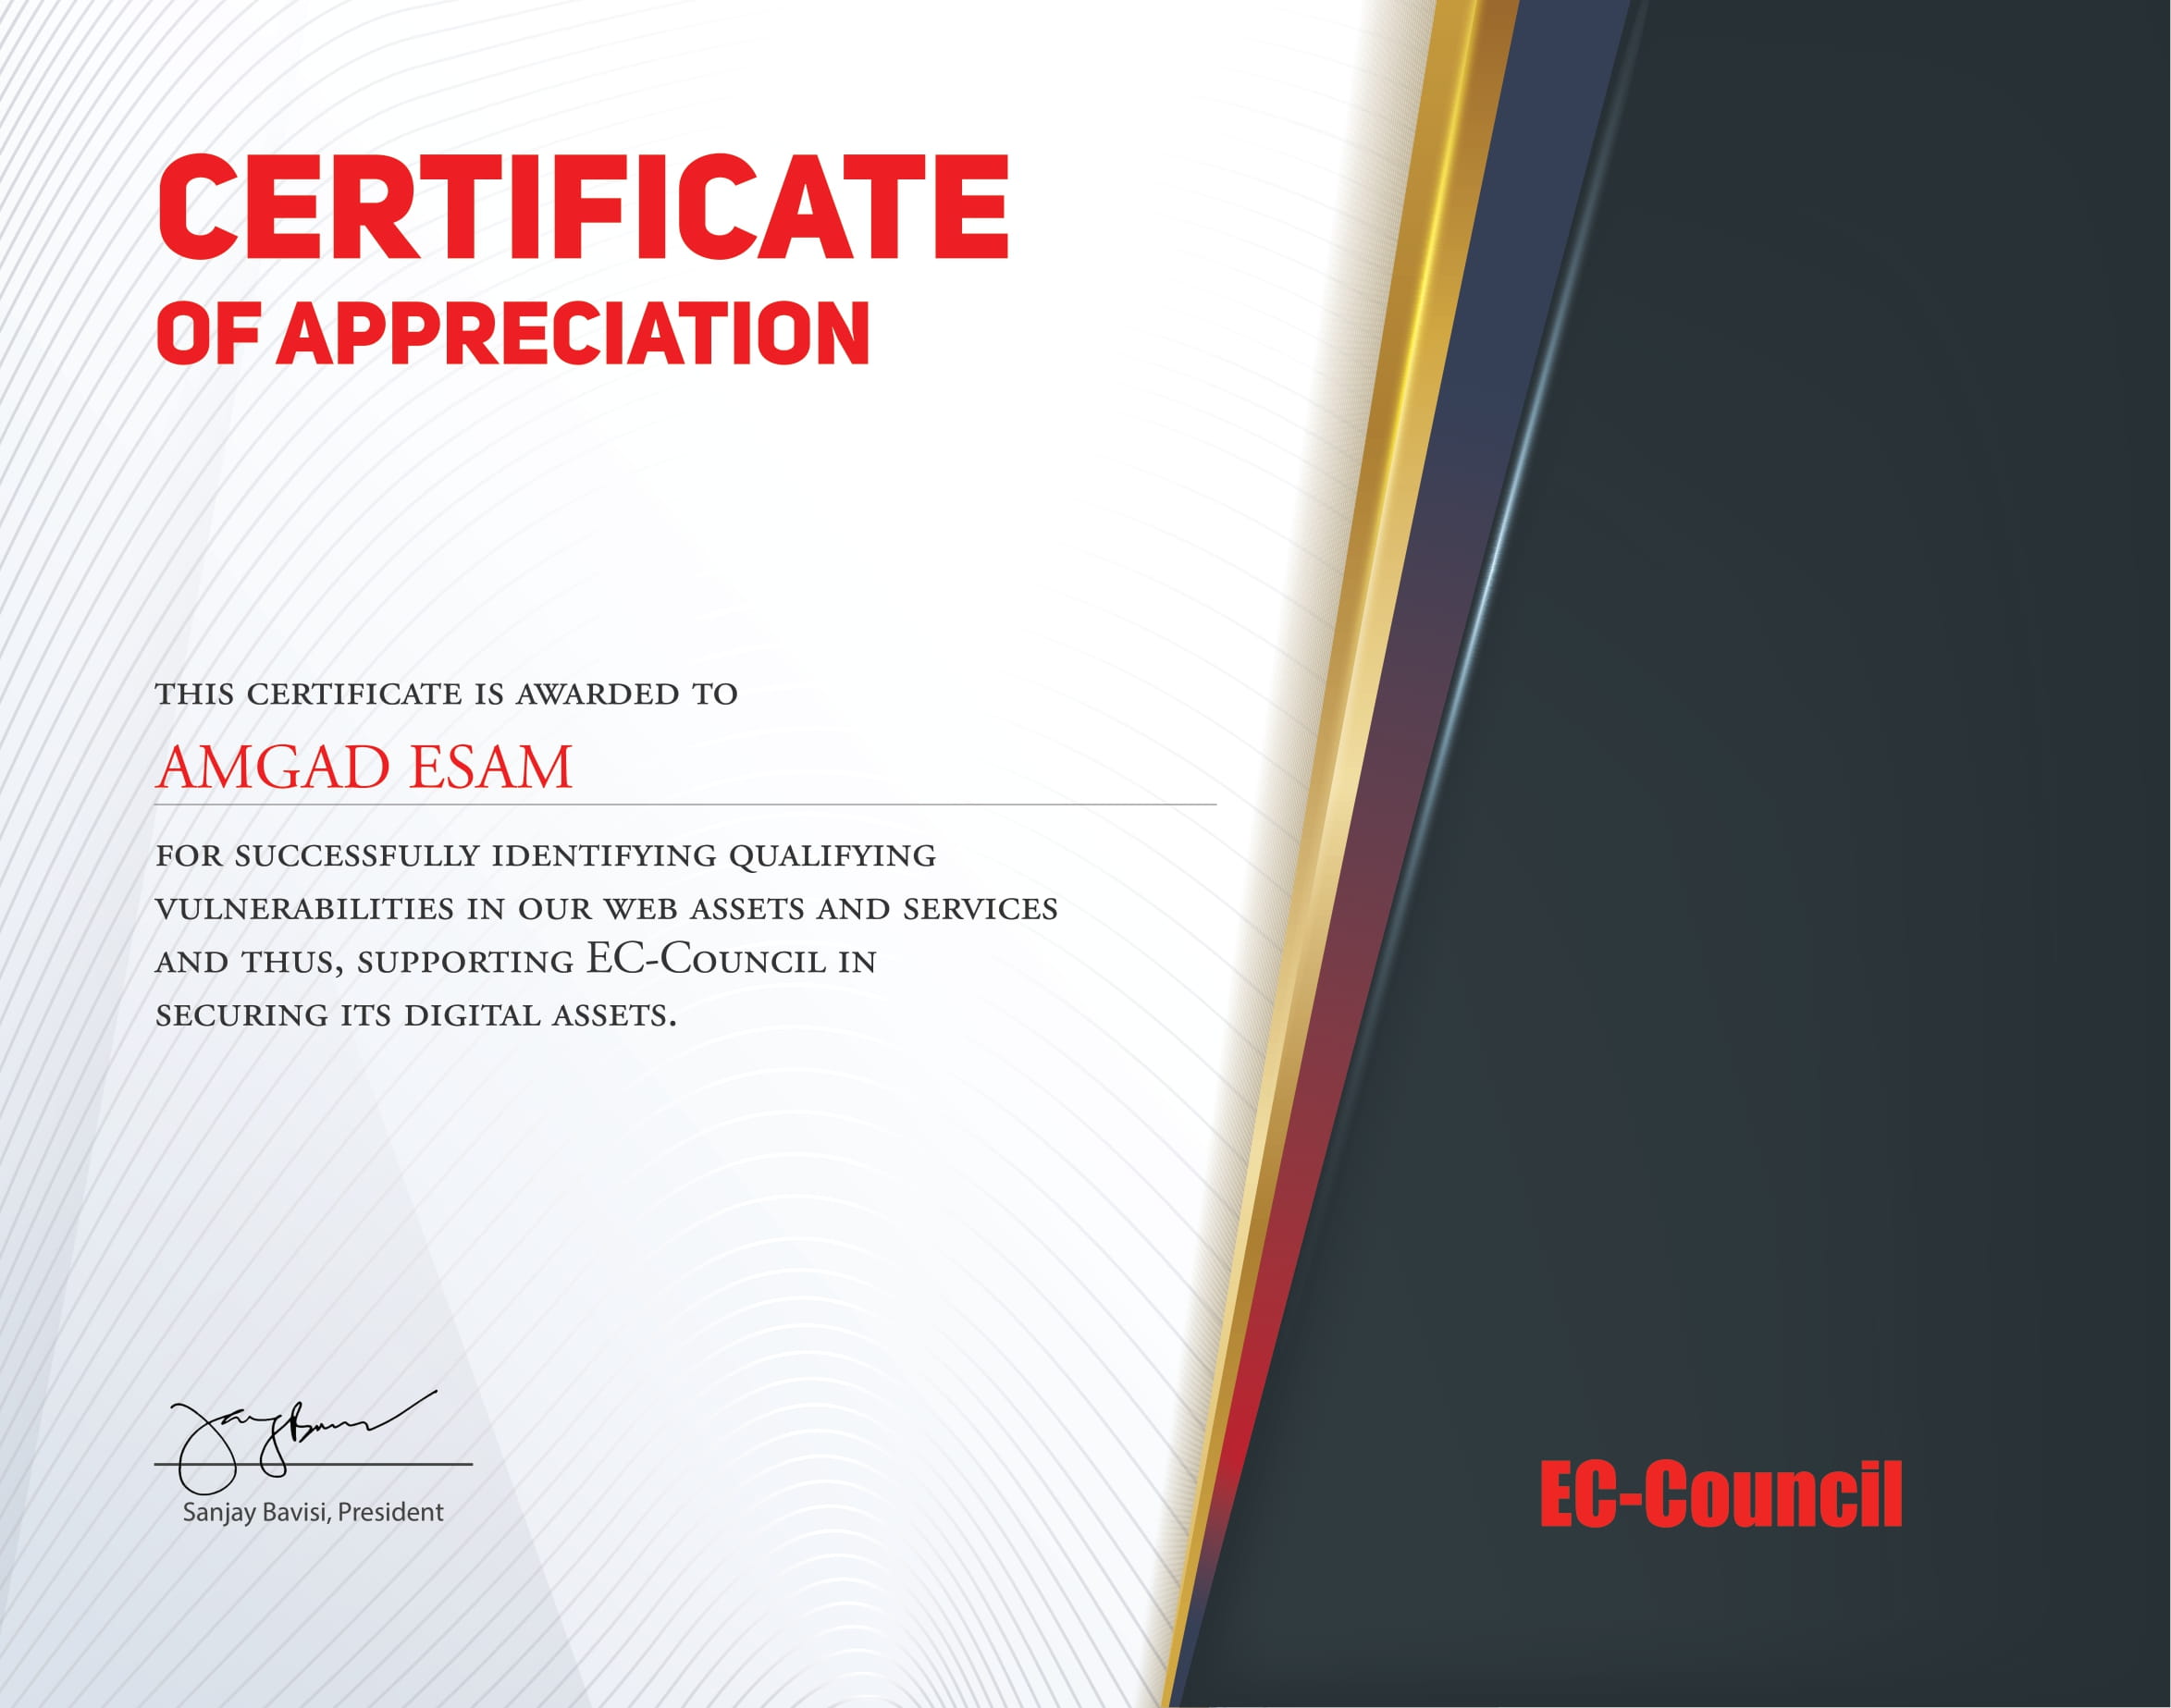 CERTIFICATE
OF APPRECIATION
THIS CERTIFICATE IS AWARDED TO
AMGAD ESAM
FOR SUCCESSFULLY IDENTIFYING QUALIFYING
VULNERABILITIES IN OUR WEB ASSETS AND SERVICES
AND THUS, SUPPORTING EC-COUNCIL IN
SECURING ITS DIGITAL ASSETS.
Sanjay Bavisi, President
EC-Council